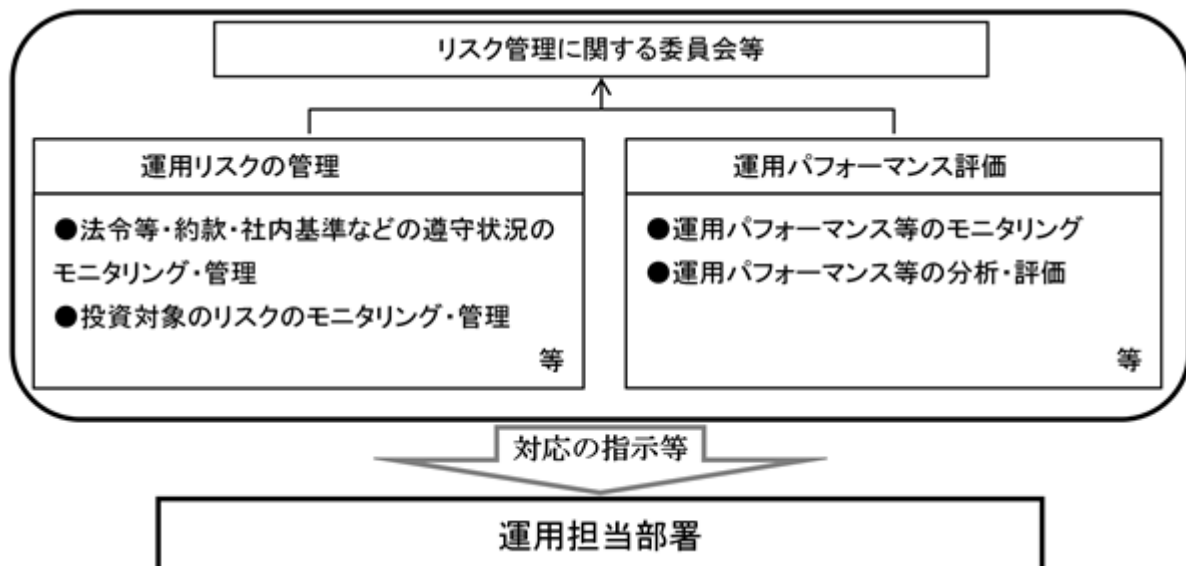 リスク管理に関する委員会等
運用リスクの管理
●法令等・約款・社内基準などの遵守状況の
モニタリング・管理
●投資対象のリスクのモニタリング・管理
等
運用パフォーマンス評価
●運用パフォーマンス等のモニタリング
●運用パフォーマンス等の分析・評価
等
対応の指示等
運用担当部署